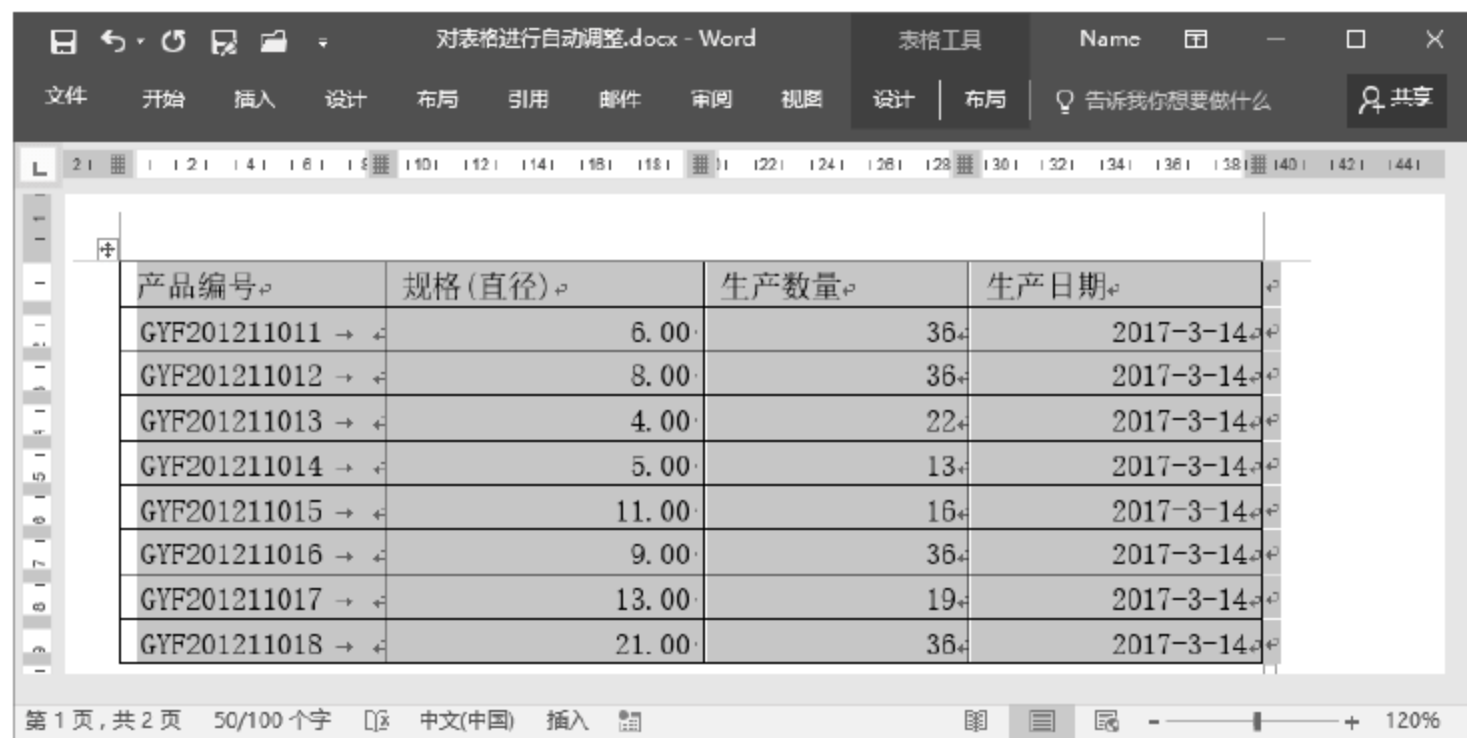 对表格进行自动调整.docx - Word 表格工具 Name
文件 开始 插入 设计 布局 引用 邮件 审阅 视图 设计 布局 告诉我你想要做什么 共享
产品编号 规格(直径) 生产数量 生产日期
GYF201211011 6.00 36 2017-3-14
GYF201211012 8.00 36 2017-3-14
GYF201211013 4.00 22 2017-3-14
GYF201211014 5.00 13 2017-3-14
GYF201211015 11.00 16 2017-3-14
GYF201211016 9.00 36 2017-3-14
GYF201211017 13.00 19 2017-3-14
GYF201211018 21.00 36 2017-3-14
第1页,共2页 50/100个字 中文(中国) 插入 120%